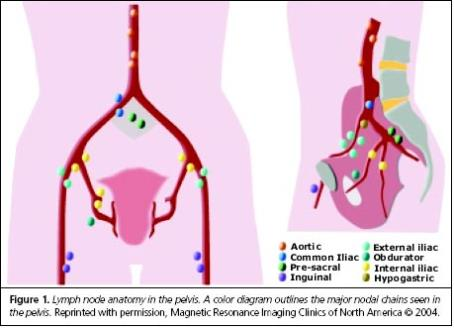 Aortic
Common Iliac
Pre-sacral
Inguinal
External iliac
Obdurator
Internal iliac
Hypogastric
Figure 1. Lymph node anatomy in the pelvis. A color diagram outlines the major nodal chains seen in
the pelvis. Reprinted with permission, Magnetic Resonance Imaging Clinics of North America © 2004.